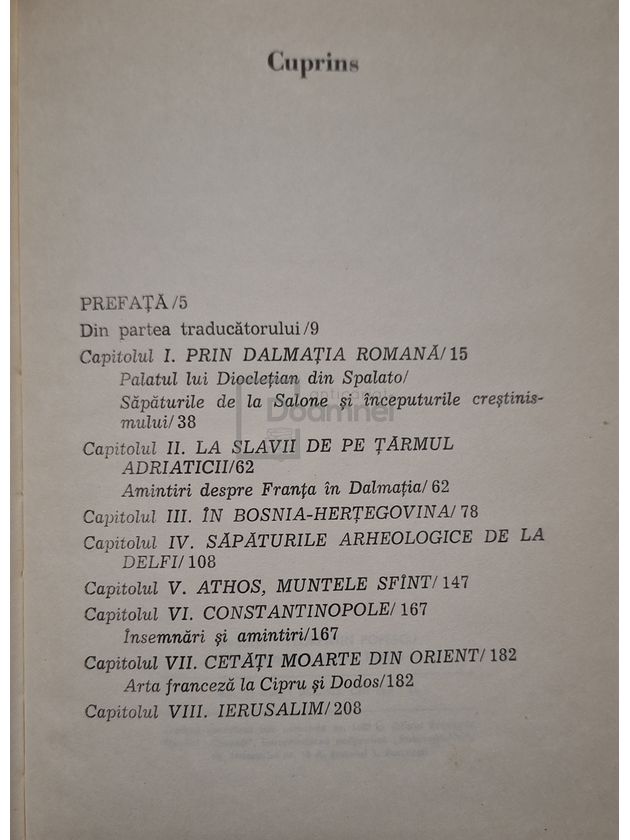 Cuprins
PREFAȚĂ/5
Din partea traducătorului/9
Capitolul I. PRIN DALMAȚIA ROMANĂ/15
Palatul lui Dioclețian din Spalato/
Săpăturile de la Salone și începuturile creștinis-
mului/38
Capitolul II. LA SLAVII DE PE ȚĂRMUL
ADRIATICII/62
Amintiri despre Franța în Dalmația/62
Capitolul III. ÎN BOSNIA-HERȚEGOVINA/78
Capitolul IV. SĂPĂTURILE ARHEOLOGICE DE LA
DELFI/108
Capitolul V. ATHOS, MUNTELE SFÎNT/147
Capitolul VI. CONSTANTINOPOLE/167
Însemnări și amintiri/167
Capitolul VII. CETĂȚI MOARTE DIN ORIENT/182
Arta franceză la Cipru și Dodos/182
Capitolul VIII. IERUSALIM/208